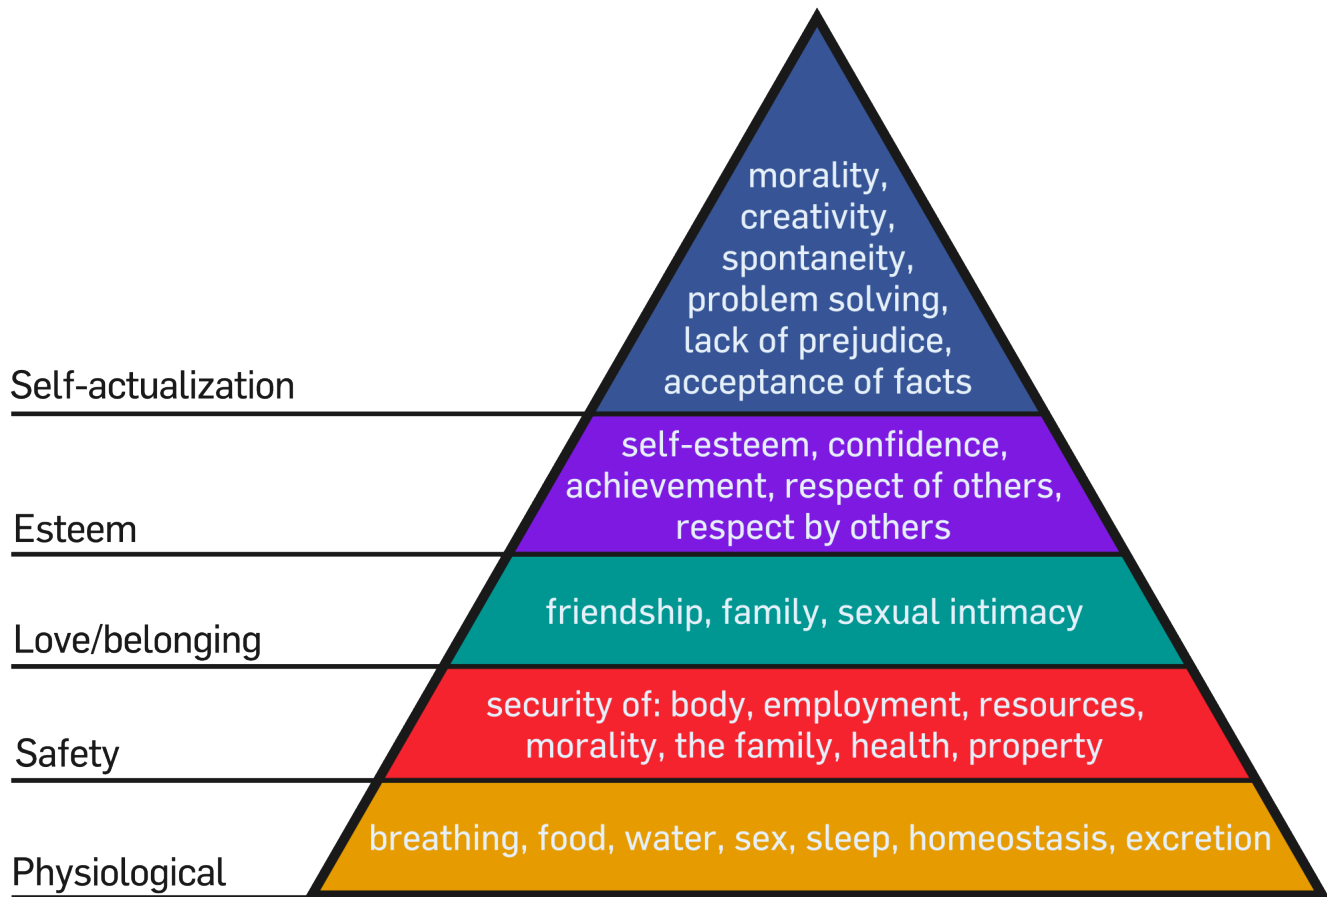 morality,
creativity,
spontaneity,
problem solving,
lack of prejudice,
acceptance of facts
Self-actualization
self-esteem, confidence,
achievement, respect of others,
respect by others
Esteem
friendship, family, sexual intimacy
Love/belonging
security of: body, employment, resources,
morality, the family, health, property
Safety
breathing, food, water, sex, sleep, homeostasis, excretion
Physiological